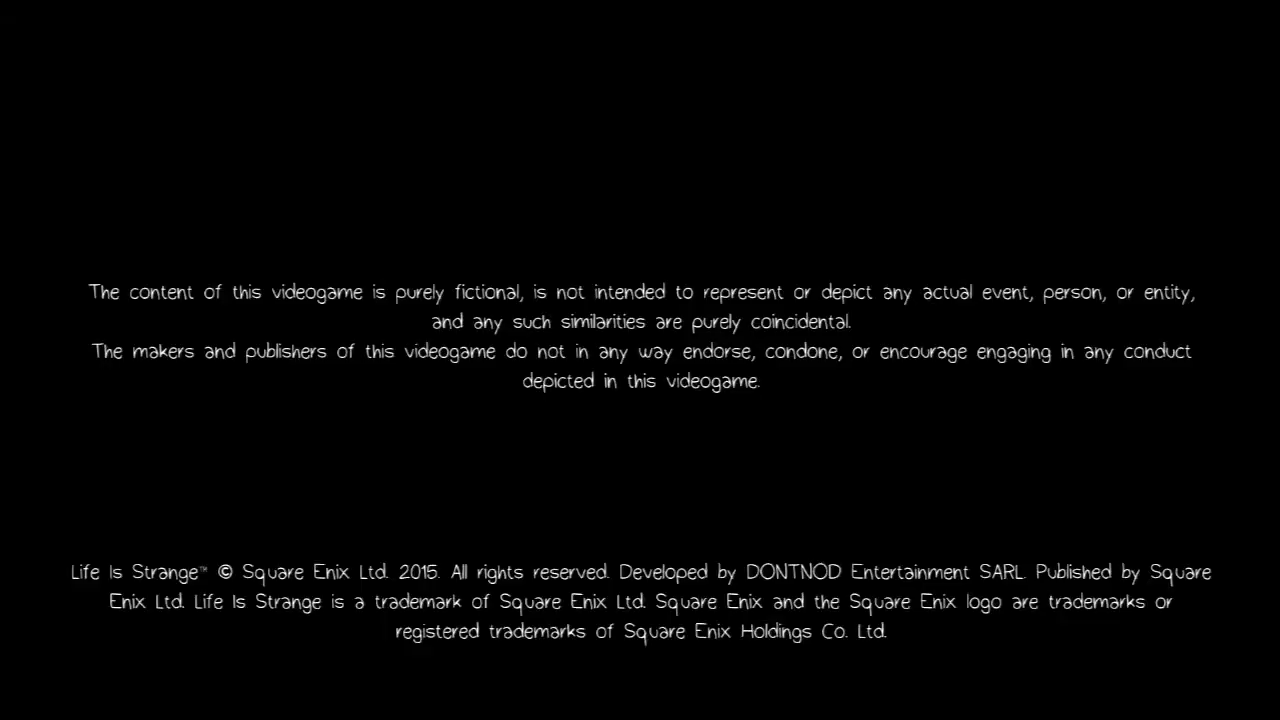 The content of this videogame is purely fictional, is not intended to represent or depict any actual event, person, or entity,
and any such similarities are purely coincidental.
The makers and publishers of this videogame do not in any way endorse, condone, or encourage engaging in any conduct
depicted in this videogame.
Life Is Strange™ © Square Enix Ltd. 2015. All rights reserved. Developed by DONTNOD Entertainment SARL. Published by Square
Enix Ltd. Life Is Strange is a trademark of Square Enix Ltd. Square Enix and the Square Enix logo are trademarks or
registered trademarks of Square Enix Holdings Co. Ltd.